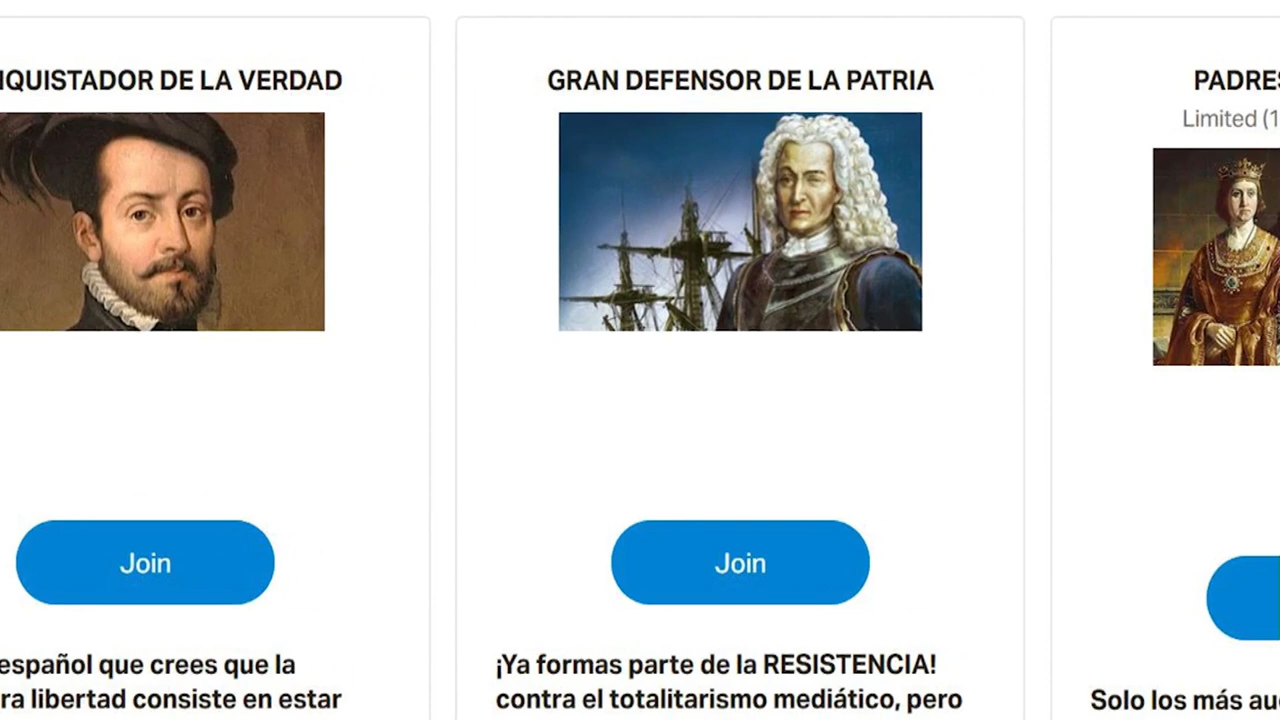 NQUISTADOR DE LA VERDAD
Join
español que crees que la
ra libertad consiste en estar
GRAN DEFENSOR DE LA PATRIA
Join
¡Ya formas parte de la RESISTENCIA!
contra el totalitarismo mediático, pero
PADRES
Limited (1
Solo los más au